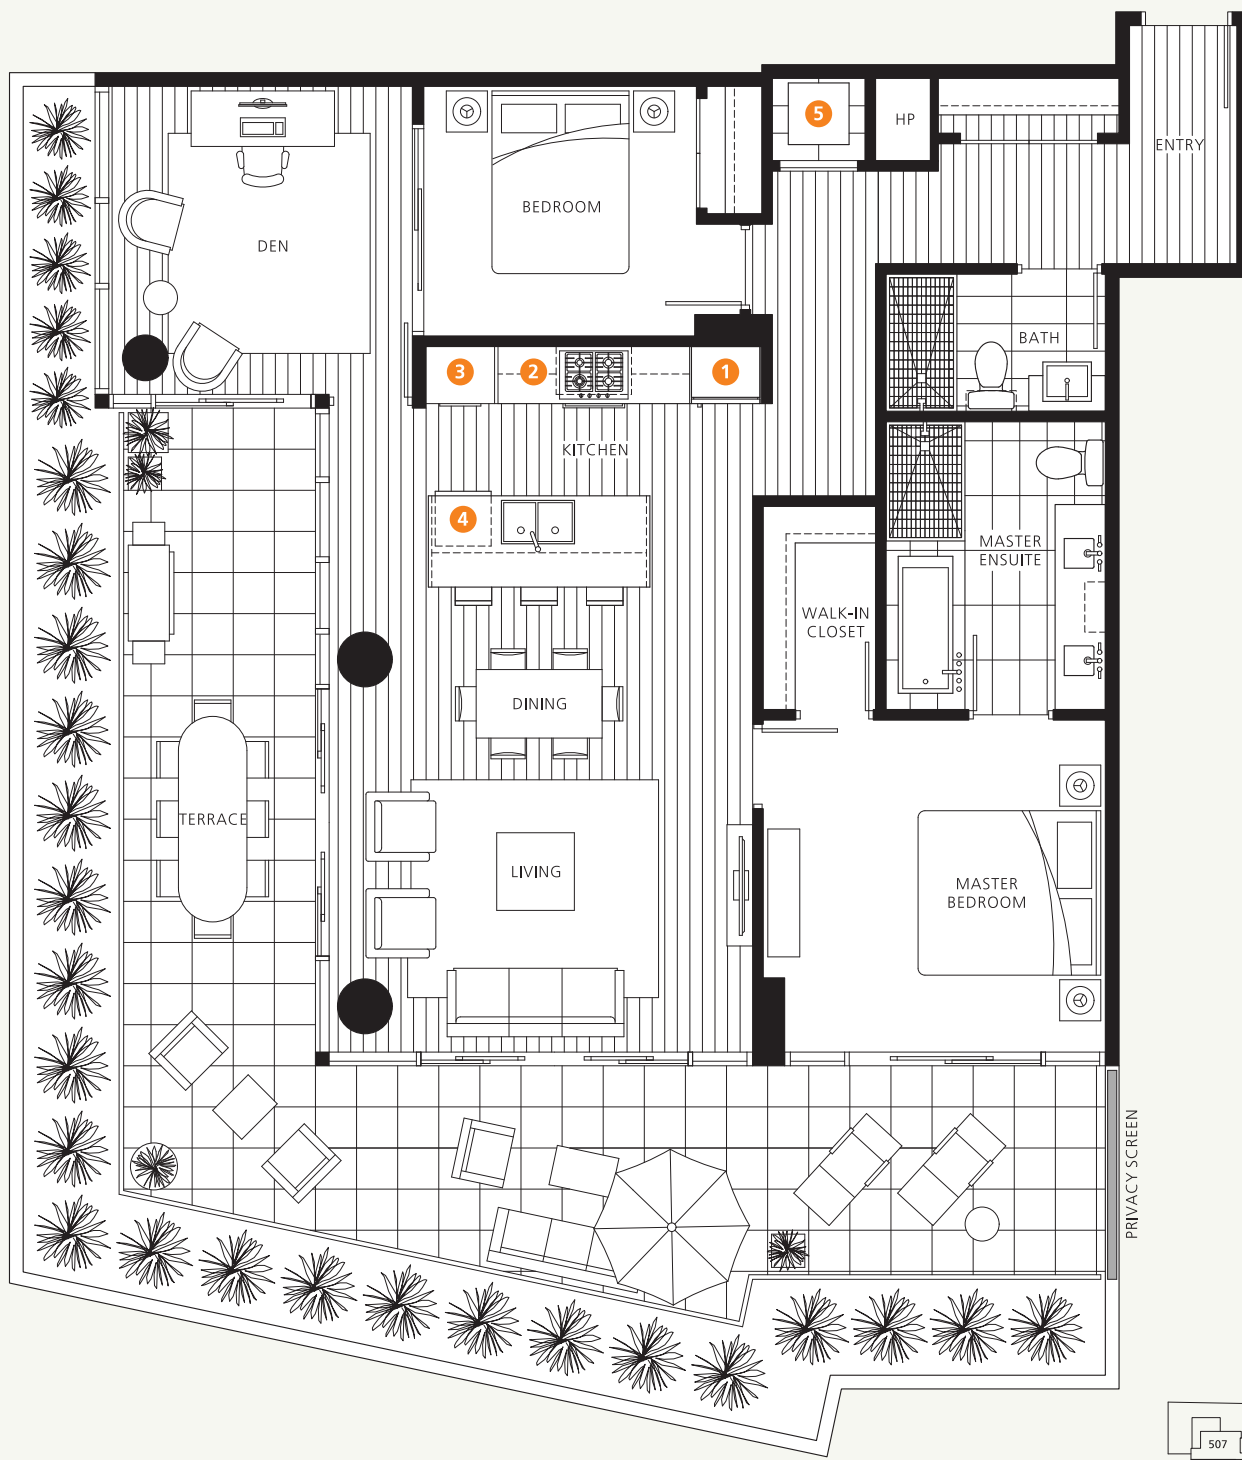 5
HP
ENTRY
BEDROOM
DEN
BATH
3
2
1
KITCHEN
4
MASTER
ENSUITE
WALK-IN
CLOSET
DINING
TERRACE
LIVING
MASTER
BEDROOM
PRIVACY SCREEN
507